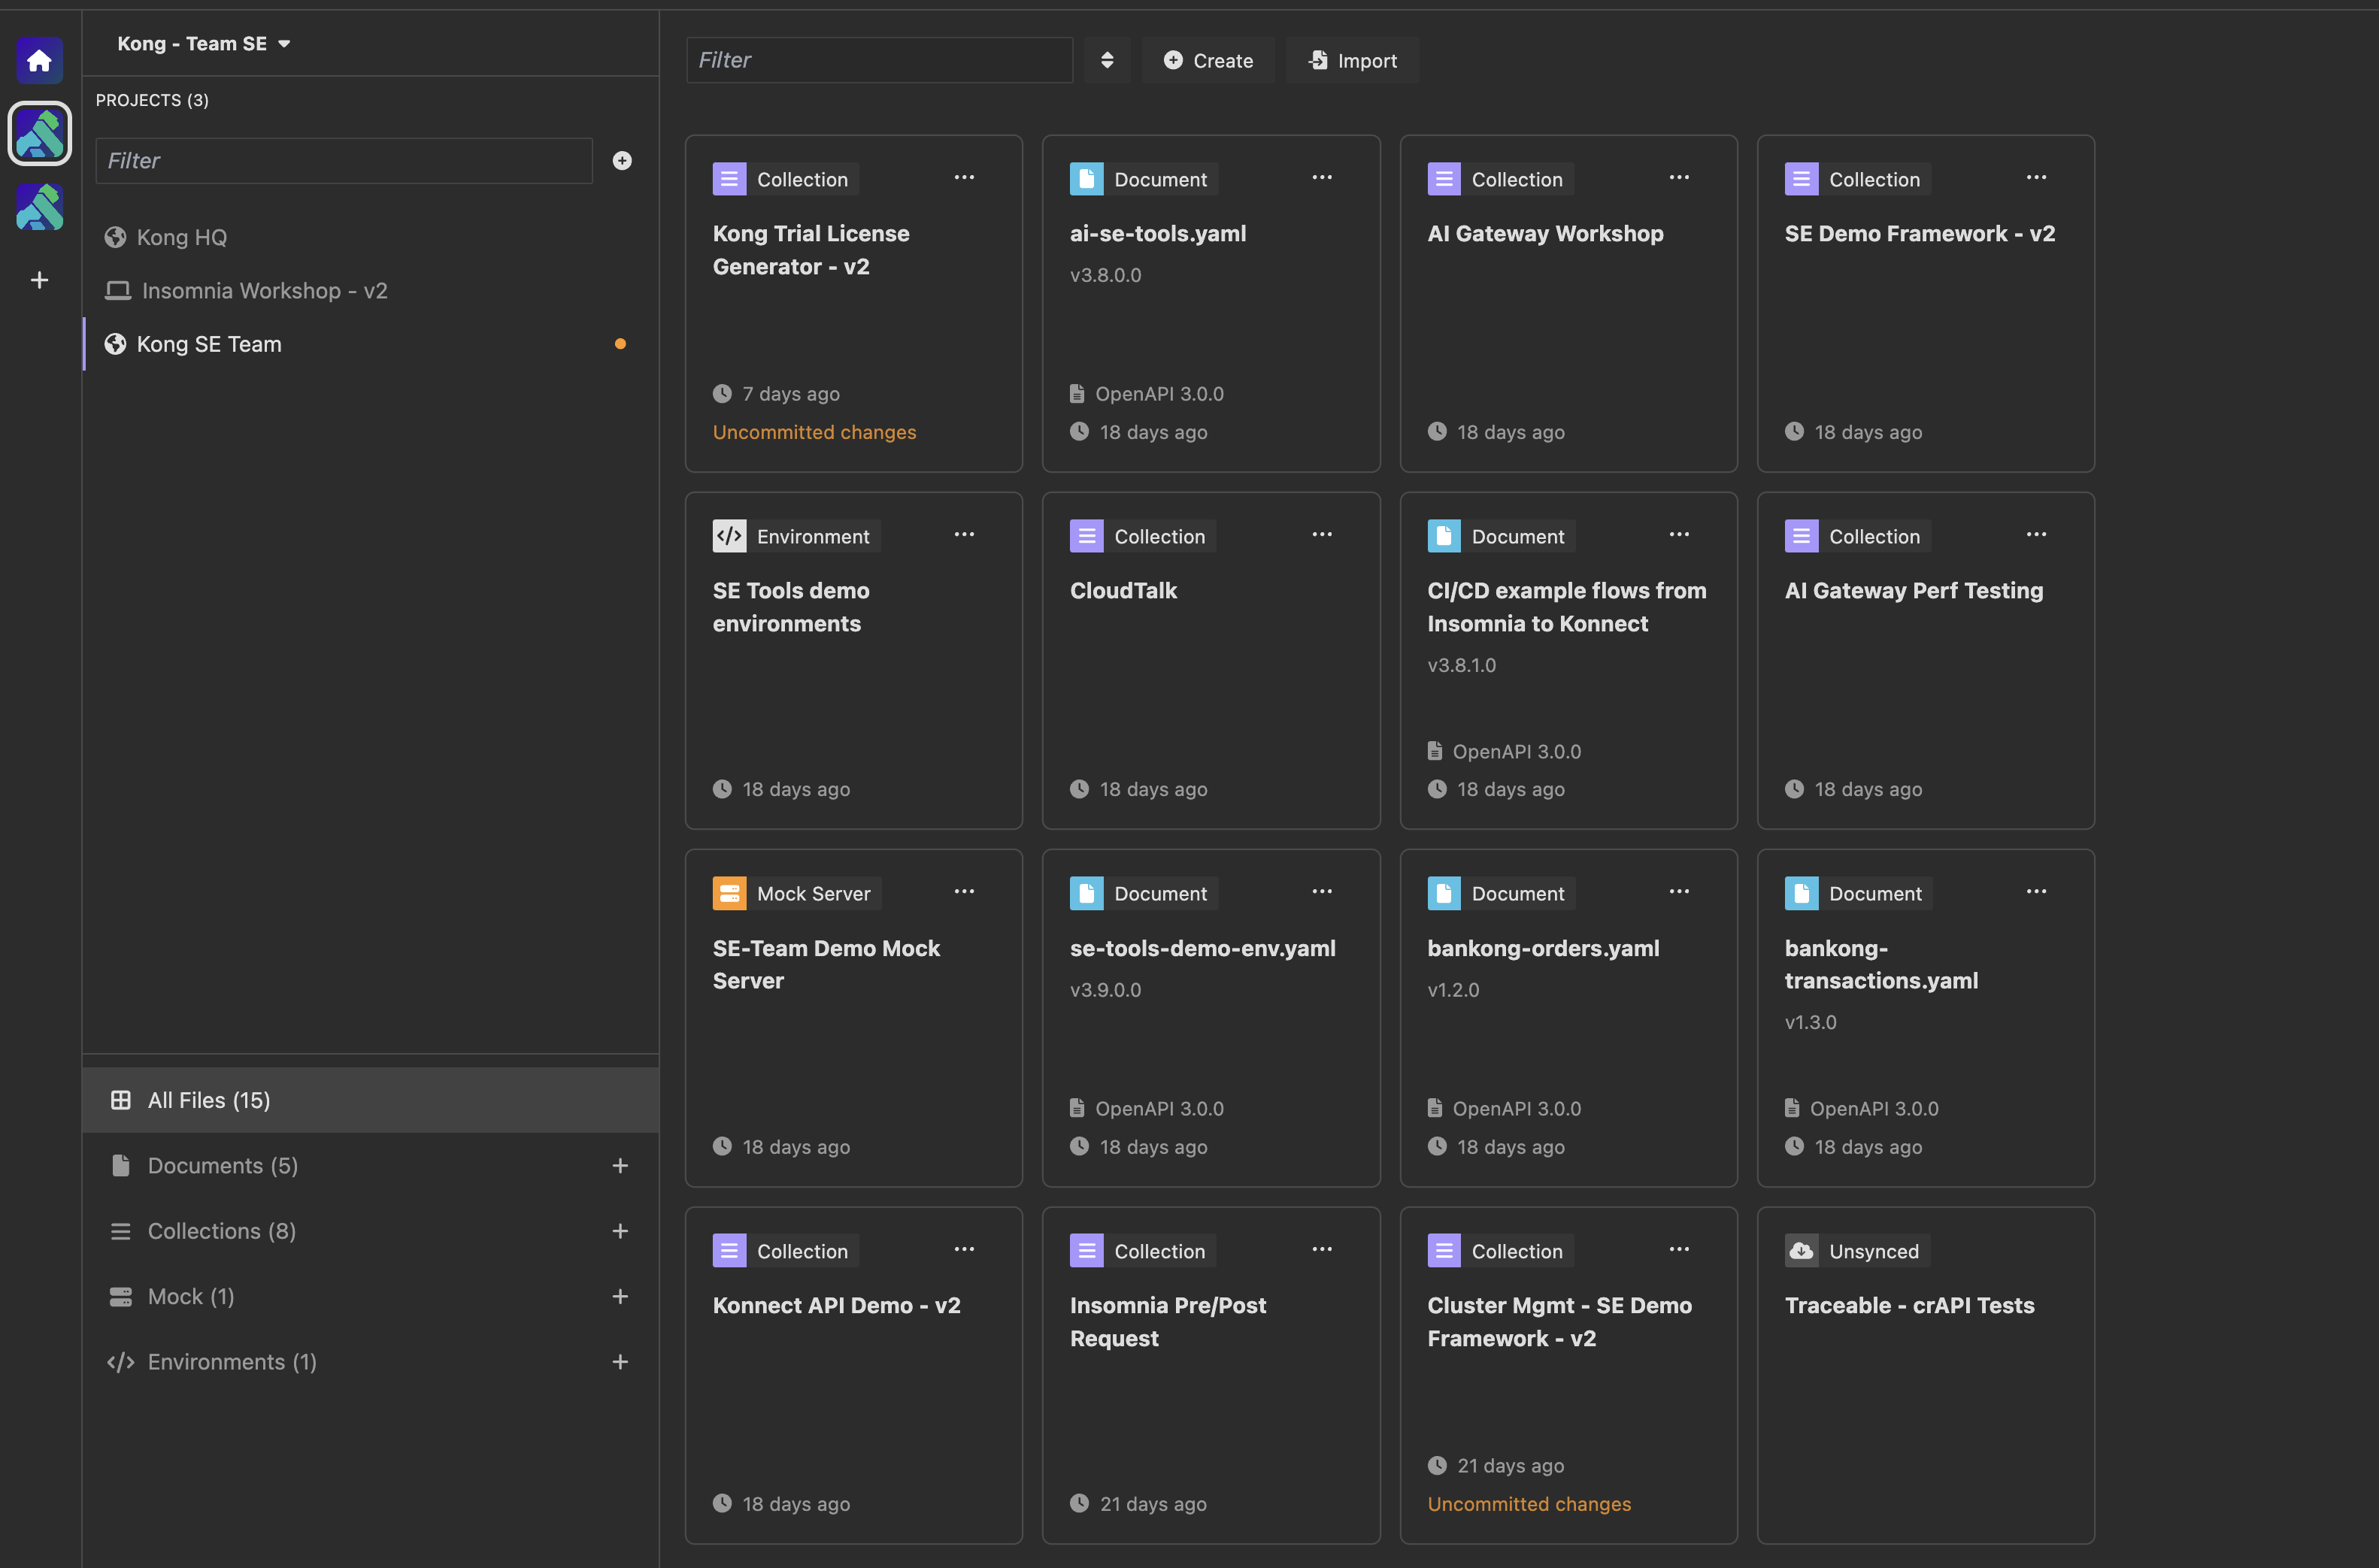 Kong - Team SE
PROJECTS (3)
Filter
Kong HQ
Insomnia Workshop - v2
Kong SE Team
All Files (15)
Documents (5)
Collections (8)
Mock (1)
Environments (1)
Filter
Create
Import
Collection
Kong Trial License
Generator - v2
7 days ago
Uncommitted changes
Document
ai-se-tools.yaml
v3.8.0.0
OpenAPI 3.0.0
18 days ago
Collection
AI Gateway Workshop
18 days ago
Collection
SE Demo Framework - v2
18 days ago
Environment
SE Tools demo
environments
18 days ago
Collection
CloudTalk
18 days ago
Document
CI/CD example flows from
Insomnia to Konnect
v3.8.1.0
OpenAPI 3.0.0
18 days ago
Collection
AI Gateway Perf Testing
18 days ago
Mock Server
SE-Team Demo Mock
Server
18 days ago
Document
se-tools-demo-env.yaml
v3.9.0.0
OpenAPI 3.0.0
18 days ago
Document
bankong-orders.yaml
v1.2.0
OpenAPI 3.0.0
18 days ago
Document
bankong-
transactions.yaml
v1.3.0
OpenAPI 3.0.0
18 days ago
Collection
Konnect API Demo - v2
18 days ago
Collection
Insomnia Pre/Post
Request
21 days ago
Collection
Cluster Mgmt - SE Demo
Framework - v2
21 days ago
Uncommitted changes
Unsynced
Traceable - crAPI Tests